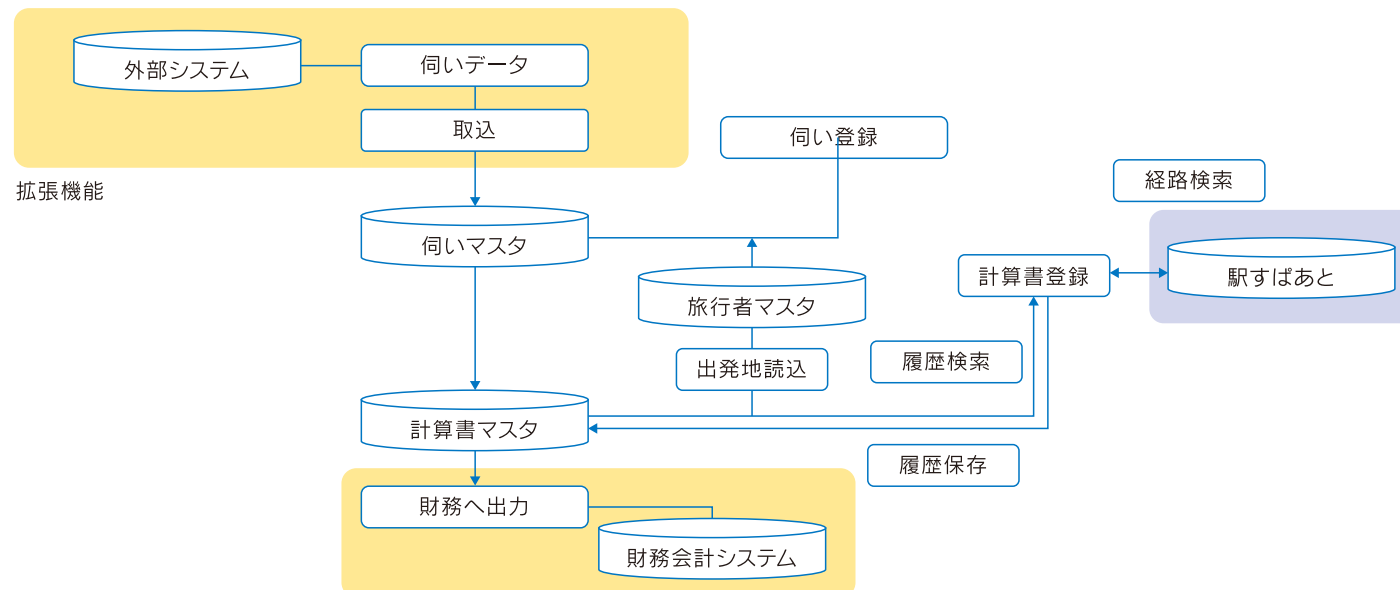 外部システム
伺いデータ
取込
伺い登録
拡張機能
経路検索
伺いマスタ
計算書登録
駅すぱあと
旅行者マスタ
出発地読込
履歴検索
計算書マスタ
履歴保存
財務へ出力
財務会計システム